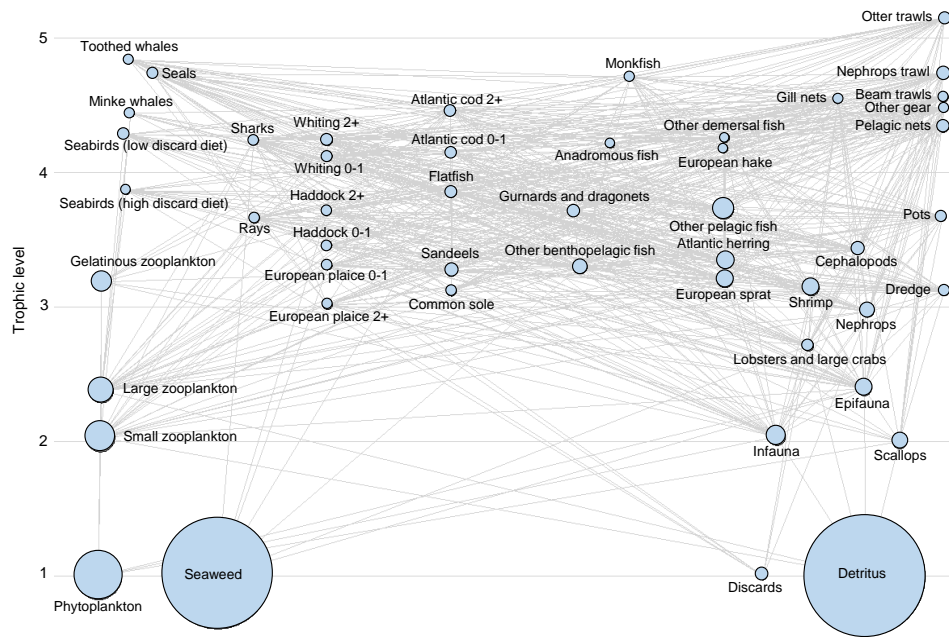 Otter trawls
5
Toothed whales
Seals
Monkfish
Nephrops trawl
Minke whales
Atlantic cod 2+
Gill nets
Beam trawls
Other gear
Seabirds (low discard diet)
Sharks
Whiting 2+
Atlantic cod 0-1
Other demersal fish
Pelagic nets
Whiting 0-1
Anadromous fish
European hake
4
Flatfish
Seabirds (high discard diet)
Haddock 2+
Gurnards and dragonets
Rays
Haddock 0-1
Other pelagic fish
Pots
Gelatinous zooplankton
Sandeels
Other benthopelagic fish
Atlantic herring
Cephalopods
European plaice 0-1
European sprat
Shrimp
Dredge
3
European plaice 2+
Common sole
Nephrops
Trophic level
Lobsters and large crabs
Large zooplankton
Epifauna
2
Small zooplankton
Infauna
Scallops
1
Phytoplankton
Seaweed
Discards
Detritus